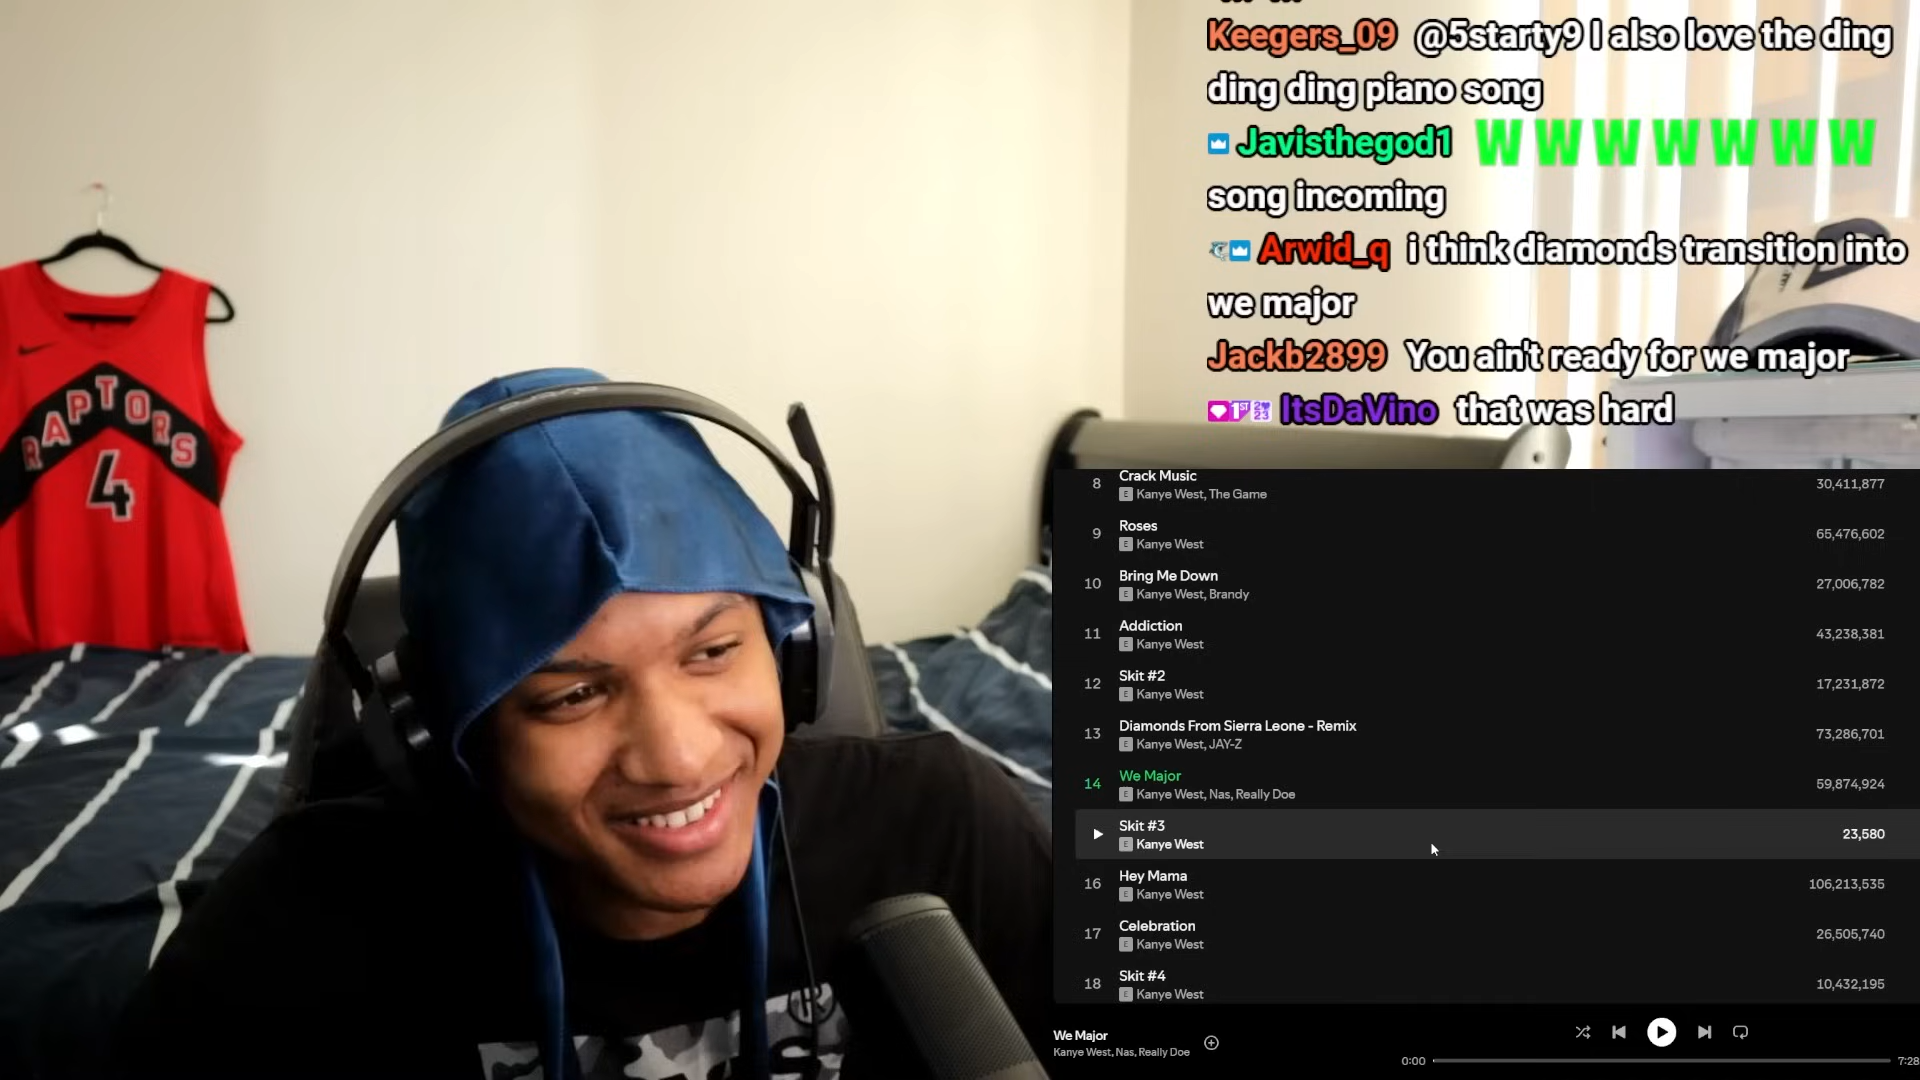 Keegers_09 @5starty9 I also love the ding
ding ding piano song
Javisthegod1 W W W W W W W
song incoming
Arwid_q i think diamonds transition into
we major
Jackb2899 You ain't ready for we major
1ST ItsDaVino that was hard
RAPTORS
4
8 Crack Music 30,411,877
E Kanye West, The Game
9 Roses 65,476,602
E Kanye West
10 Bring Me Down 27,006,782
E Kanye West, Brandy
11 Addiction 43,238,381
E Kanye West
12 Skit #2 17,231,872
E Kanye West
13 Diamonds From Sierra Leone - Remix 73,286,701
E Kanye West, JAY-Z
14 We Major 59,874,924
E Kanye West, Nas, Really Doe
Skit #3 23,580
E Kanye West
16 Hey Mama 106,213,535
E Kanye West
17 Celebration 26,505,740
E Kanye West
18 Skit #4 10,432,195
E Kanye West
We Major
Kanye West, Nas, Really Doe
0:00 7:28